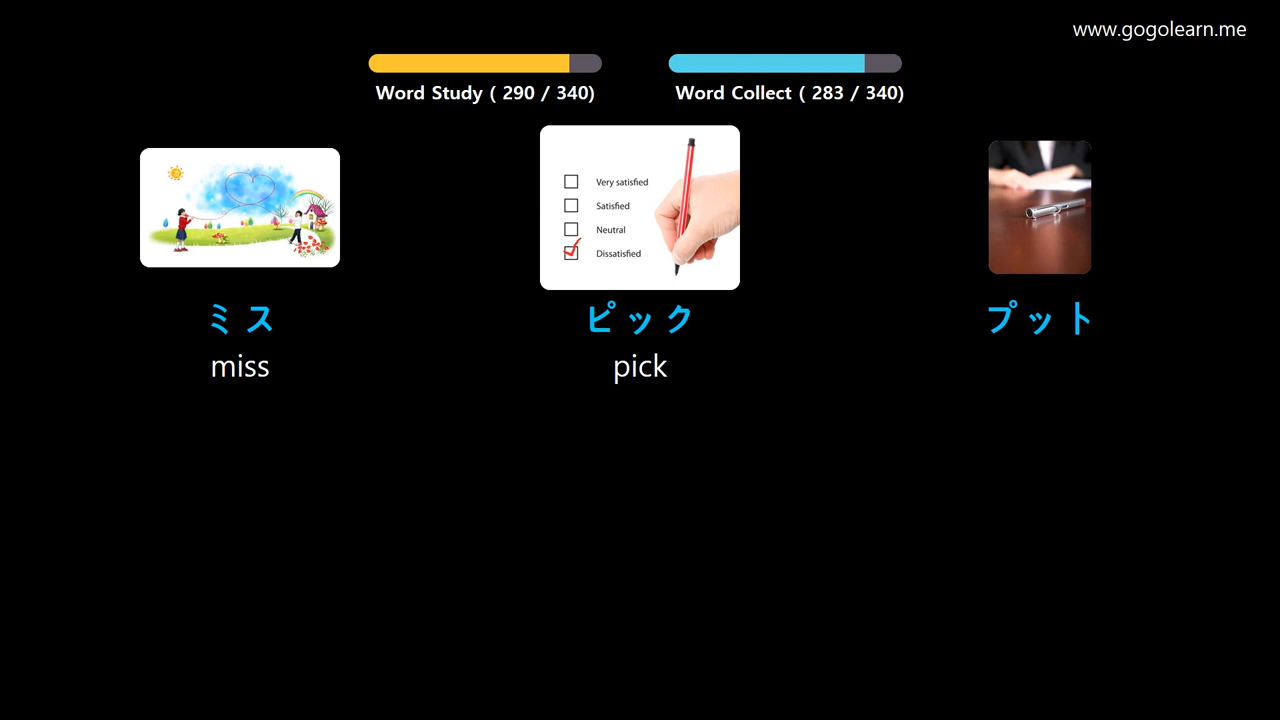 www.gogolearn.me
Word Study ( 290 / 340)
Word Collect ( 283 / 340)
Very satisfied
Satisfied
Neutral
Dissatisfied
ミス
ピック
プット
miss
pick